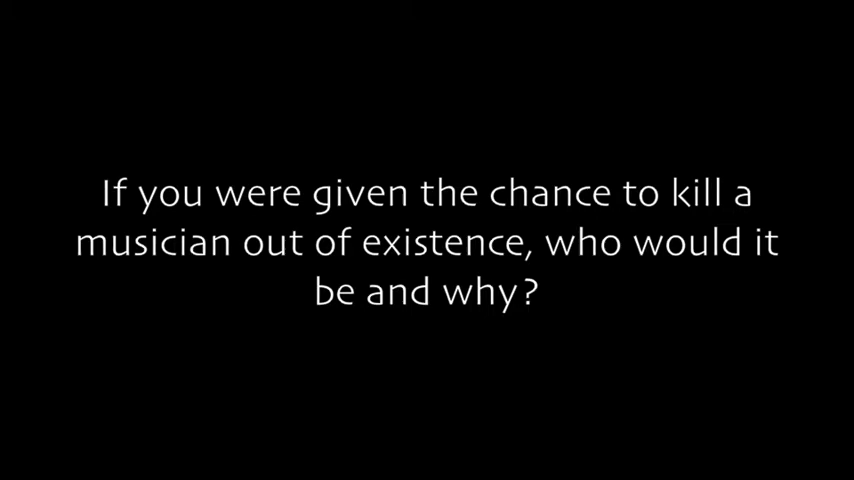 If you were given the chance to kill a
musician out of existence, who would it
be and why?